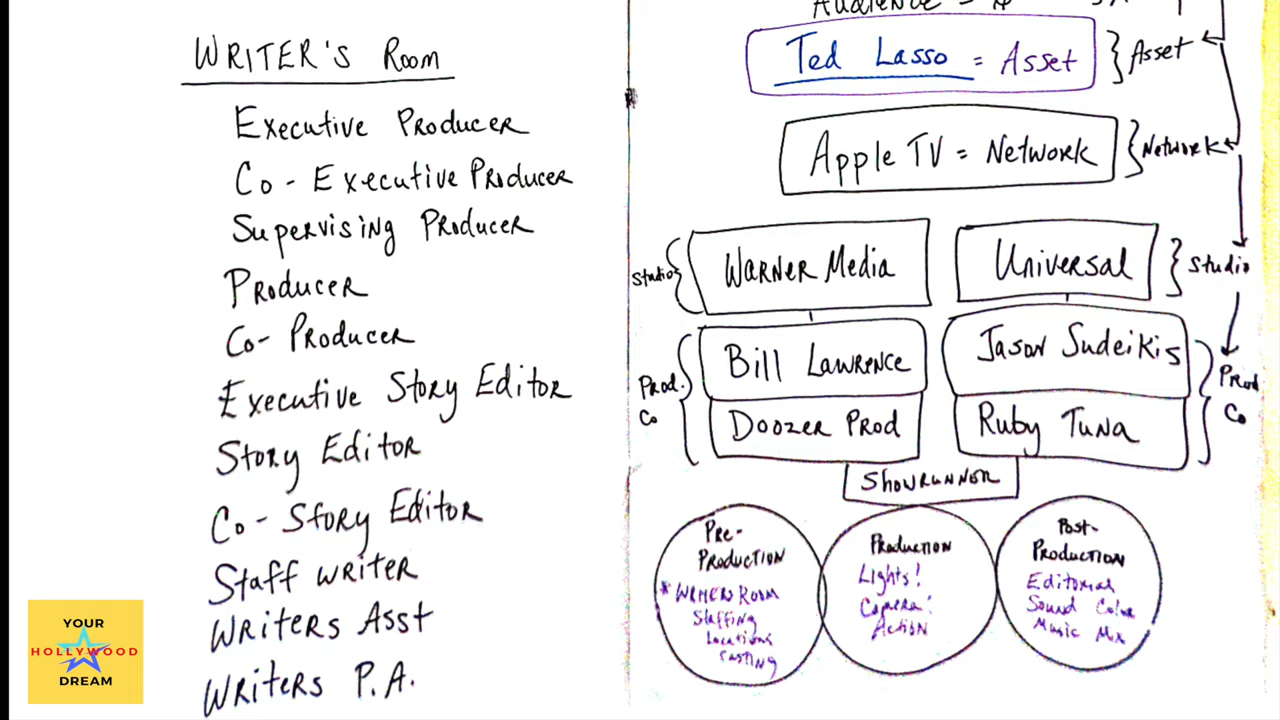 WRITER'S ROOM
EXECUTIVE PRODUCER
Co-EXECUTIVE PRODUCER
Supervising PRODUCER
PRODUCER
Co-PRODUCER
Executive Story Editor
Story Editor
Co-Story Editor
Staff writer
Writers Asst
Writers P.A.
YOUR
HOLLYWOOD
DREAM
Audience =
Ted Lasso = Asset
Asset
Apple TV = Network
Network
Studio
Warner Media
Universal
Studio
Prod.
Co
Bill Lawrence
Doozer Prod
Jason Sudeikis
Ruby Tuna
Prod
Co
SHOWRUNNOR
PRE-
PRODUCTION
* WRITERS ROOM
Staffing
Locations
Casting
PRODUCTION
Lights!
Camera!
Action
Post-
PRODUCTION
Editorial
Sound Color
Music Mix